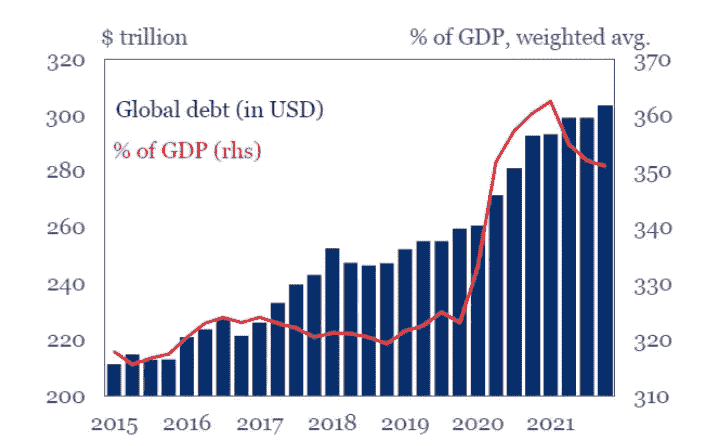 $ trillion
% of GDP, weighted avg.
320
370
Global debt (in USD)
300
360
% of GDP (rhs)
280
350
260
340
240
330
220
320
200
310
2015 2016 2017 2018 2019 2020 2021